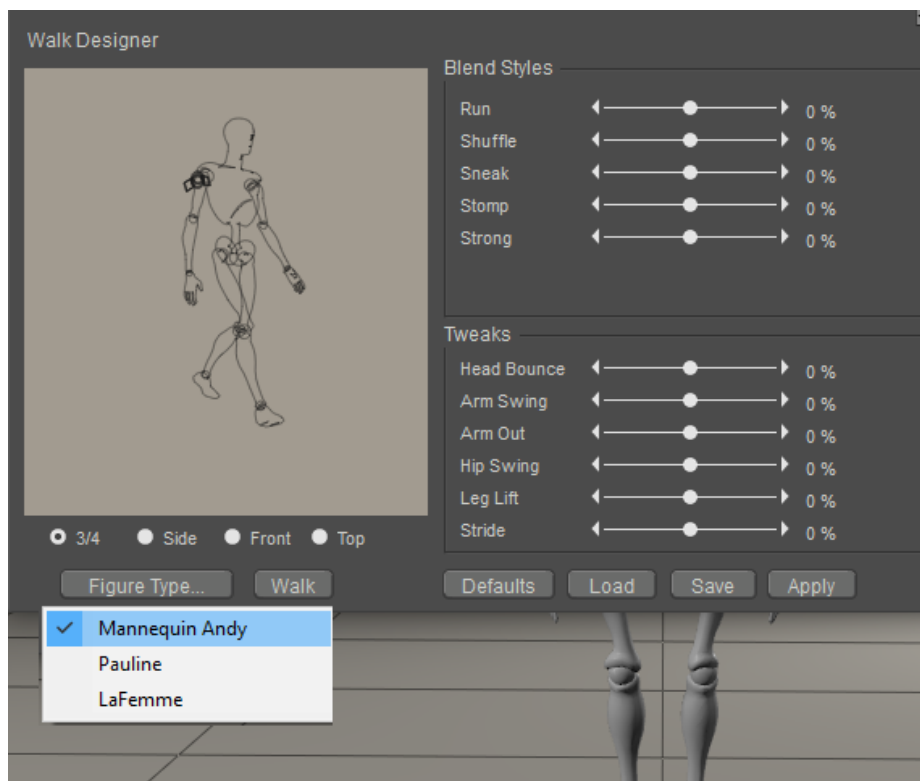 Walk Designer
Blend Styles
Run 0 %
Shuffle 0 %
Sneak 0 %
Stomp 0 %
Strong 0 %
Tweaks
Head Bounce 0 %
Arm Swing 0 %
Arm Out 0 %
Hip Swing 0 %
Leg Lift 0 %
Stride 0 %
3/4 Side Front Top
Figure Type... Walk Defaults Load Save Apply
Mannequin Andy
Pauline
LaFemme